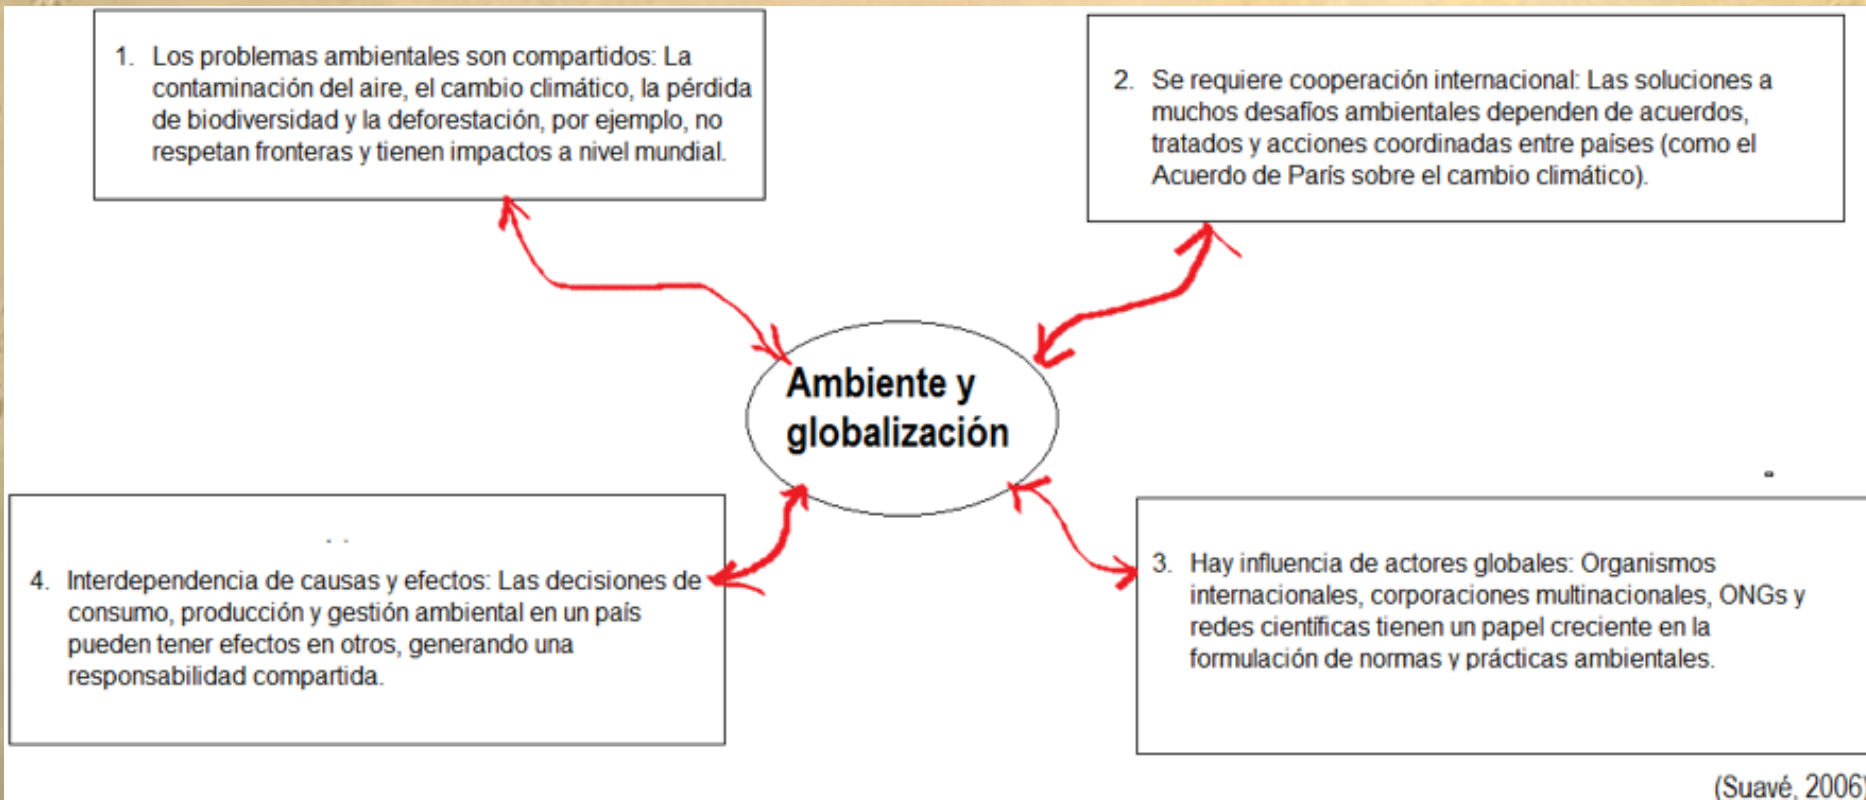 1. Los problemas ambientales son compartidos: La
contaminación del aire, el cambio climático, la pérdida
de biodiversidad y la deforestación, por ejemplo, no
respetan fronteras y tienen impactos a nivel mundial.
2. Se requiere cooperación internacional: Las soluciones a
muchos desafíos ambientales dependen de acuerdos,
tratados y acciones coordinadas entre países (como el
Acuerdo de París sobre el cambio climático).
Ambiente y
globalización
4. Interdependencia de causas y efectos: Las decisiones de
consumo, producción y gestión ambiental en un país
pueden tener efectos en otros, generando una
responsabilidad compartida.
3. Hay influencia de actores globales: Organismos
internacionales, corporaciones multinacionales, ONGs y
redes científicas tienen un papel creciente en la
formulación de normas y prácticas ambientales.
(Suavé, 2006)